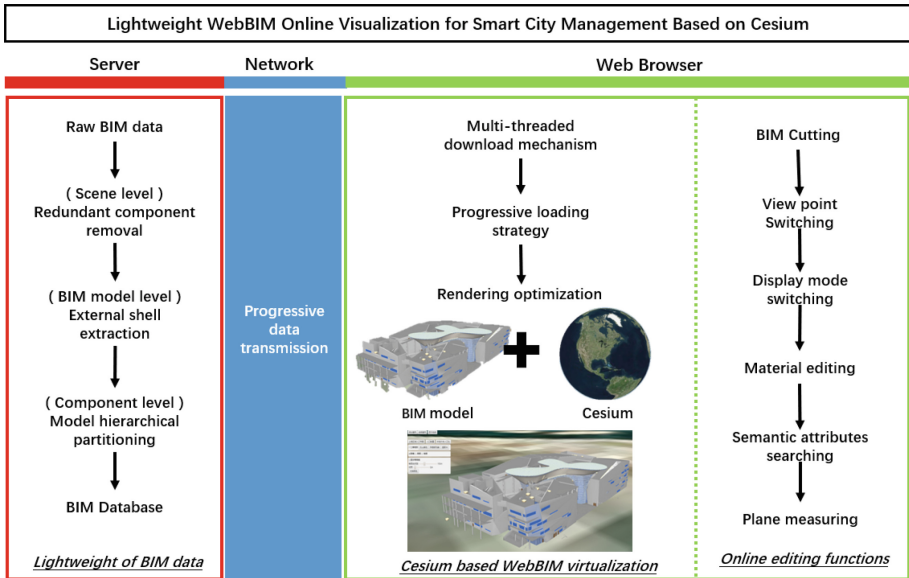 Lightweight WebBIM Online Visualization for Smart City Management Based on Cesium
Server
Network
Web Browser
Raw BIM data
( Scene level )
Redundant component
removal
( BIM model level )
External shell
extraction
( Component level )
Model hierarchical
partitioning
BIM Database
Lightweight of BIM data
Progressive
data
transmission
Multi-threaded
download mechanism
Progressive loading
strategy
Rendering optimization
BIM model
Cesium
Cesium based WebBIM virtualization
BIM Cutting
View point
Switching
Display mode
switching
Material editing
Semantic attributes
searching
Plane measuring
Online editing functions